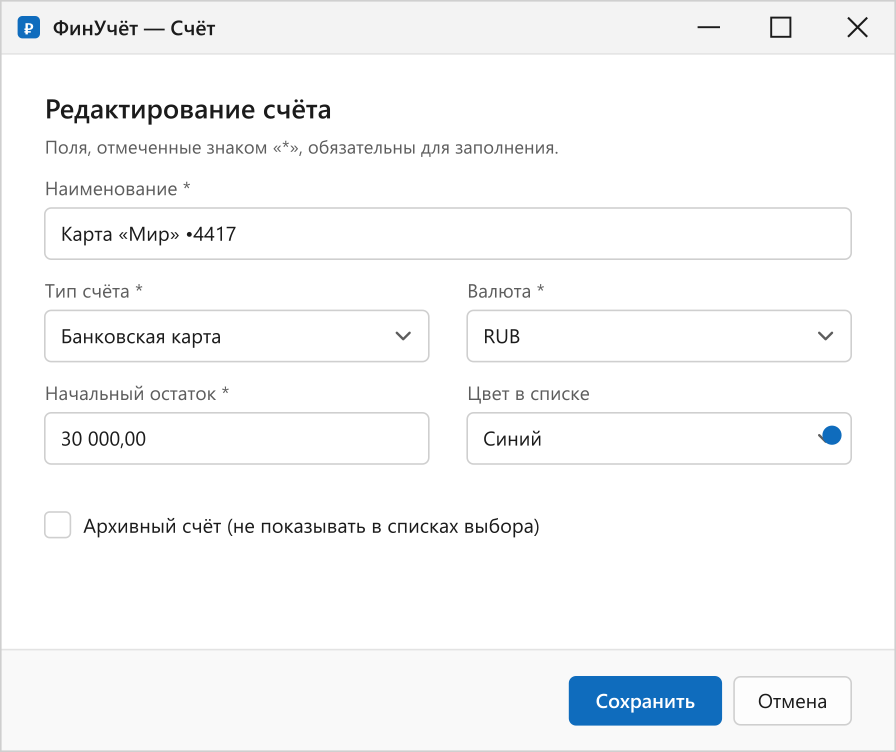 ₽ ФинУчёт — Счёт
Редактирование счёта
Поля, отмеченные знаком «*», обязательны для заполнения.
Наименование *
Карта «Мир» •4417
Тип счёта * Валюта *
Банковская карта RUB
Начальный остаток * Цвет в списке
30 000,00 Синий
Архивный счёт (не показывать в списках выбора)
Сохранить Отмена